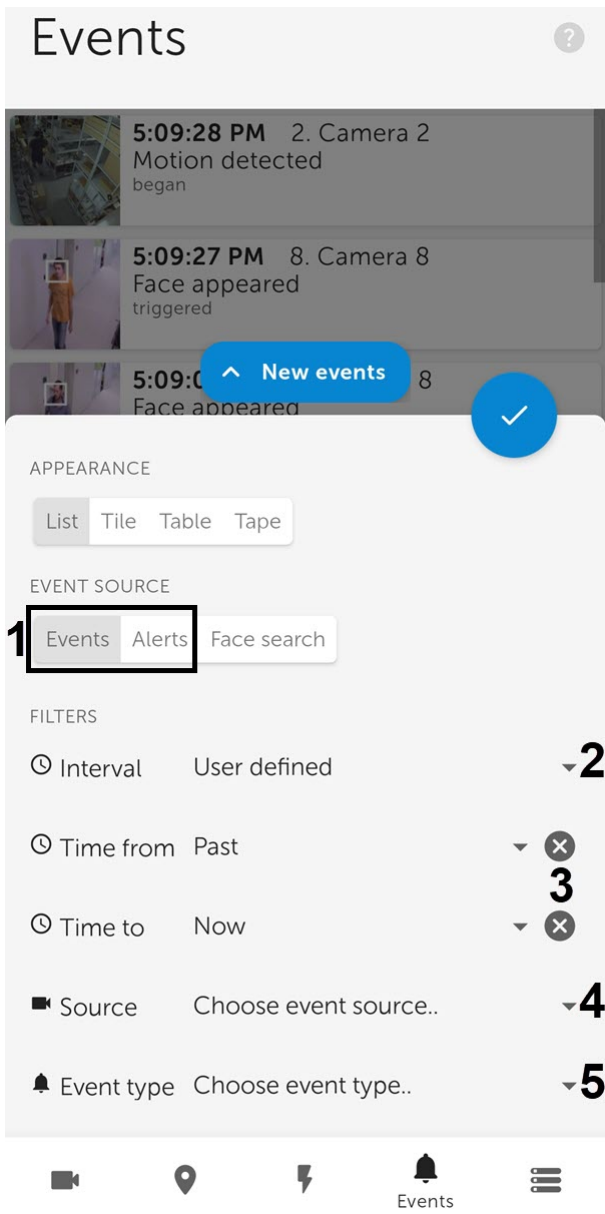 Events
?
5:09:28 PM 2. Camera 2
Motion detected
began
5:09:27 PM 8. Camera 8
Face appeared
triggered
5:09:0 8
New events
Face appeared
APPEARANCE
List Tile Table Tape
EVENT SOURCE
1 Events Alerts Face search
FILTERS
Interval User defined 2
Time from Past
3
Time to Now
Source Choose event source.. 4
Event type Choose event type.. 5
Events